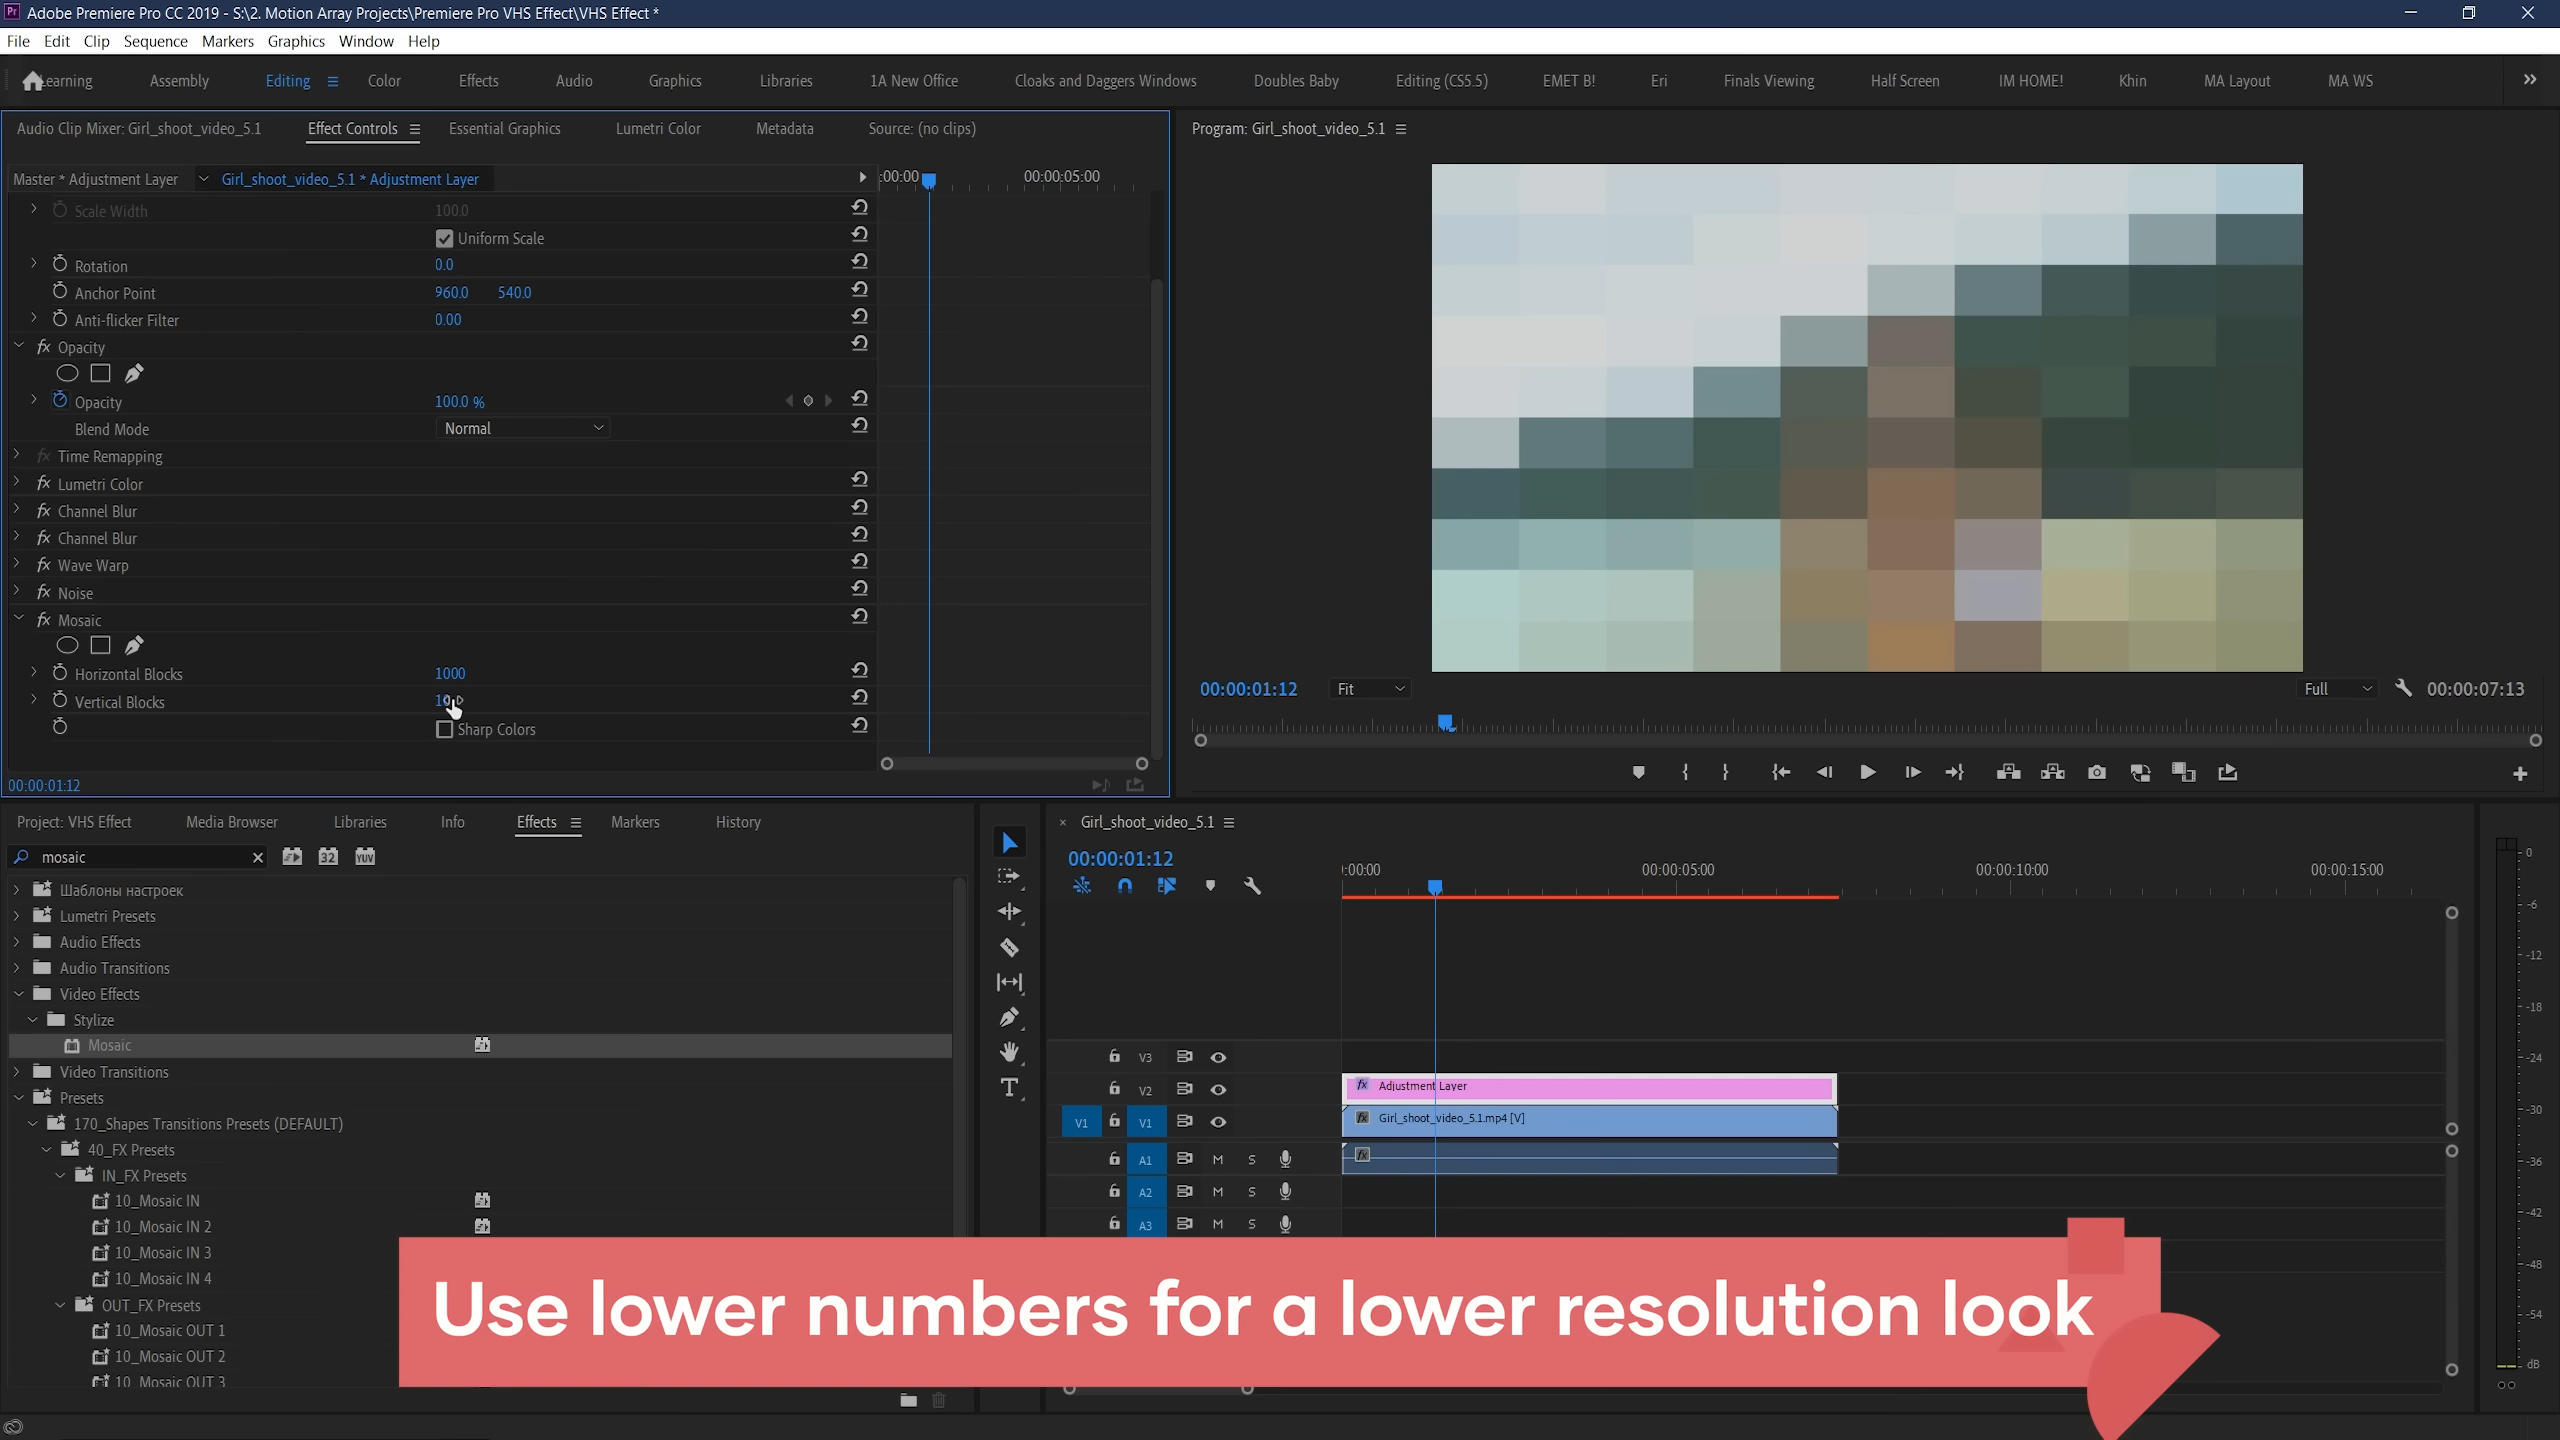 Adobe Premiere Pro CC 2019 - S:\2. Motion Array Projects\Premiere Pro VHS Effect\VHS Effect *
File Edit Clip Sequence Markers Graphics Window Help
Learning Assembly Editing Color Effects Audio Graphics Libraries 1A New Office Cloaks and Daggers Windows Doubles Baby Editing (CS5.5) EMET B! Eri Finals Viewing Half Screen IM HOME! Khin MA Layout MA WS
Audio Clip Mixer: Girl_shoot_video_5.1 Effect Controls Essential Graphics Lumetri Color Metadata Source: (no clips)
Master * Adjustment Layer Girl_shoot_video_5.1 * Adjustment Layer
:00:00 00:00:05:00
Scale Width 100.0
Uniform Scale
Rotation 0.0
Anchor Point 960.0 540.0
Anti-flicker Filter 0.00
fx Opacity
Opacity 100.0 %
Blend Mode Normal
fx Time Remapping
fx Lumetri Color
fx Channel Blur
fx Channel Blur
fx Wave Warp
fx Noise
fx Mosaic
Horizontal Blocks 1000
Vertical Blocks
Sharp Colors
00:00:01:12
Program: Girl_shoot_video_5.1
00:00:01:12 Fit Full 00:00:07:13
Project: VHS Effect Media Browser Libraries Info Effects Markers History
mosaic 32 YUV
Шаблоны настроек
Lumetri Presets
Audio Effects
Audio Transitions
Video Effects
Stylize
Mosaic
Video Transitions
Presets
170_Shapes Transitions Presets (DEFAULT)
40_FX Presets
IN_FX Presets
10_Mosaic IN
10_Mosaic IN 2
10_Mosaic IN 3
10_Mosaic IN 4
OUT_FX Presets
10_Mosaic OUT 1
10_Mosaic OUT 2
10_Mosaic OUT 3
Girl_shoot_video_5.1
00:00:01:12
:00:00 00:00:05:00 00:00:10:00 00:00:15:00
V3
V2 fx Adjustment Layer
V1 V1 fx Girl_shoot_video_5.1.mp4 [V]
A1 M S fx
A2 M S
A3 M S
0
-6
-12
-18
-24
-30
-36
-42
-48
-54
dB
Use lower numbers for a lower resolution look